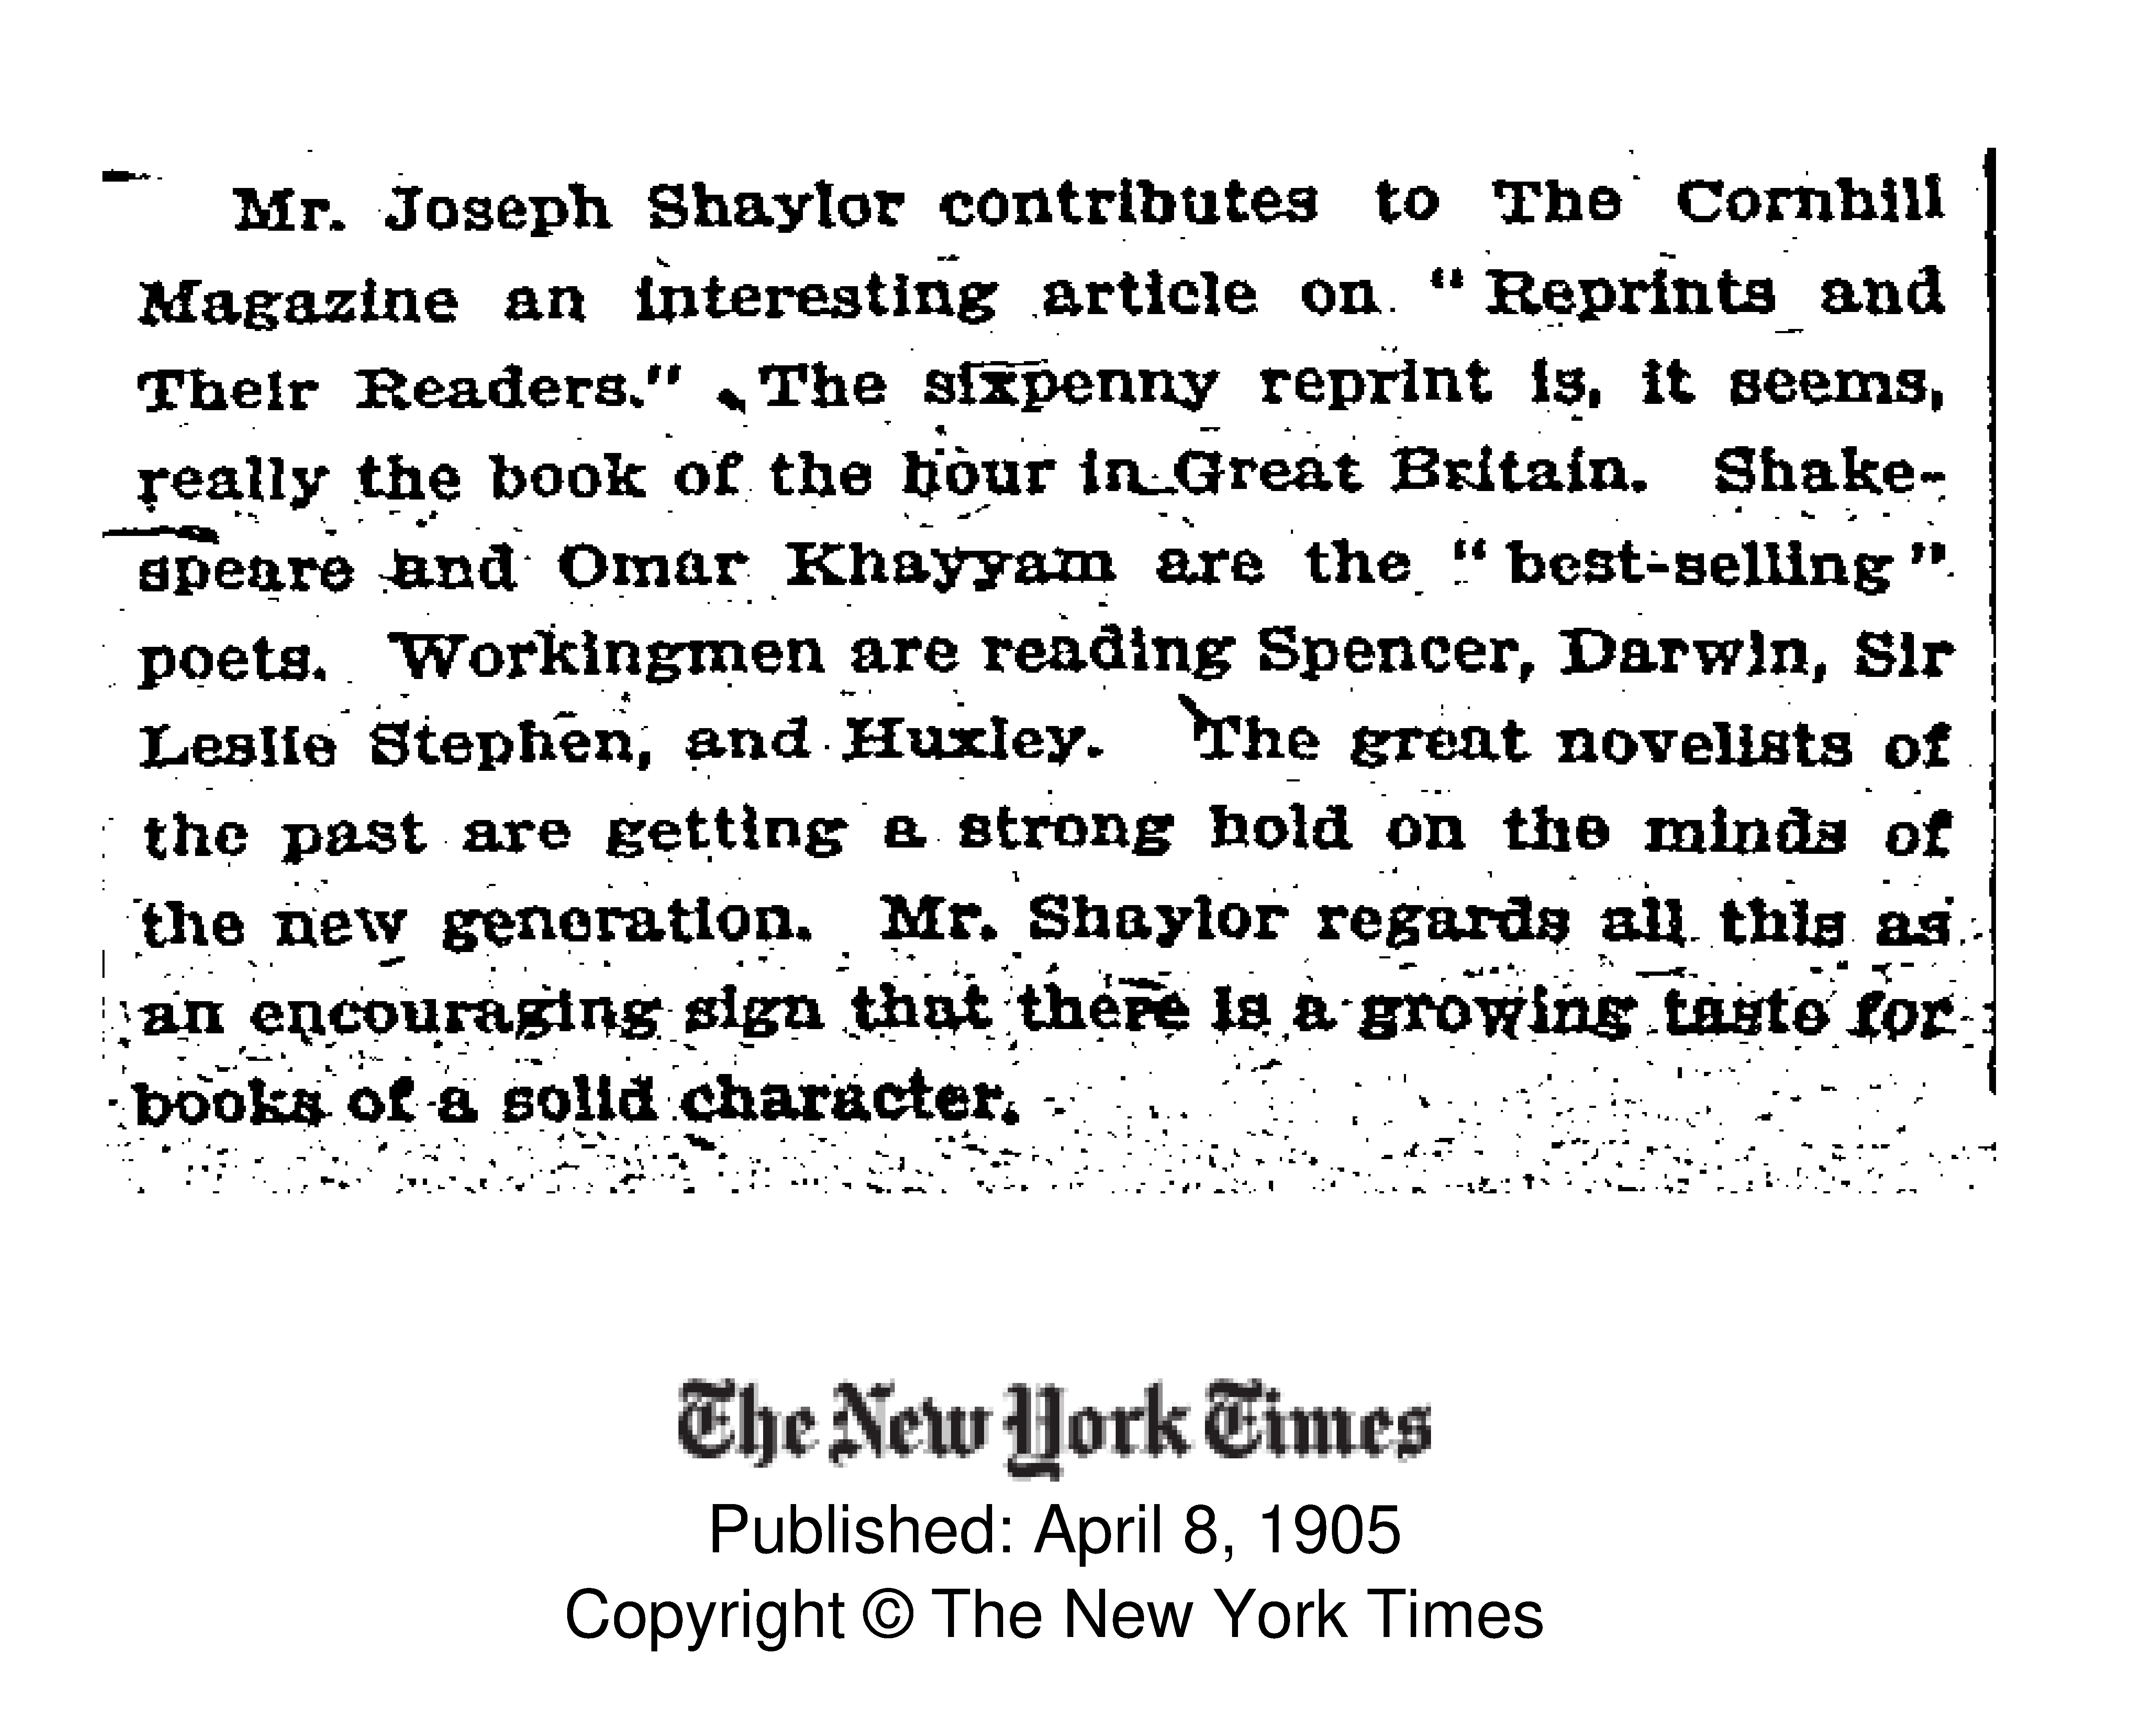 Mr. Joseph Shaylor contributes to The Cornhill
Magazine an interesting article on "Reprints and
Their Readers." The sixpenny reprint is, it seems,
really the book of the hour in Great Britain. Shake-
speare and Omar Khayyam are the "best-selling"
poets. Workingmen are reading Spencer, Darwin, Sir
Leslie Stephen, and Huxley. The great novelists of
the past are getting a strong hold on the minds of
the new generation. Mr. Shaylor regards all this as
an encouraging sign that there is a growing taste for
books of a solid character.
The New York Times
Published: April 8, 1905
Copyright © The New York Times